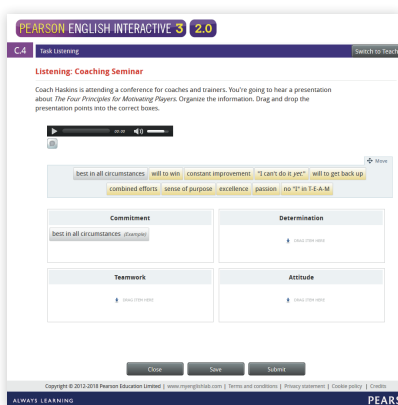 PEARSON ENGLISH INTERACTIVE 3 2.0
C.4 Task Listening Switch to Teach
Listening: Coaching Seminar
Coach Haskins is attending a conference for coaches and trainers. You're going to hear a presentation
about The Four Principles for Motivating Players. Organize the information. Drag and drop the
presentation points into the correct boxes.
00:00
Move
best in all circumstances will to win constant improvement "I can't do it yet." will to get back up
combined efforts sense of purpose excellence passion no "I" in T-E-A-M
Commitment Determination
best in all circumstances (Example) DRAG ITEM HERE
Teamwork Attitude
DRAG ITEM HERE DRAG ITEM HERE
Close Save Submit
Copyright © 2012-2018 Pearson Education Limited | www.myenglishlab.com | Terms and conditions | Privacy statement | Cookie policy | Credits
ALWAYS LEARNING PEARS